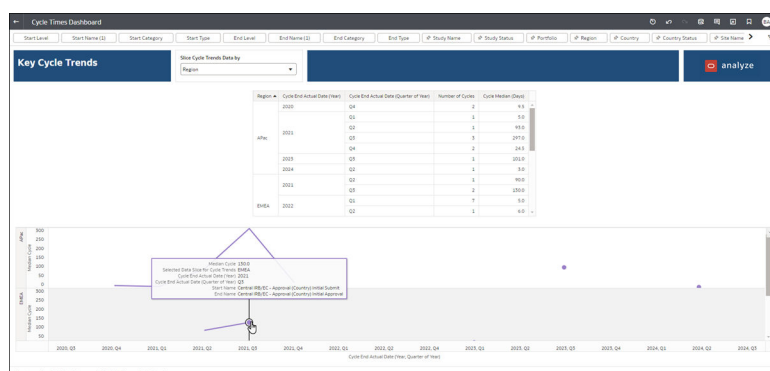 Cycle Times Dashboard
Start Level Start Name (1) Start Category Start Type End Level End Name (1) End Category End Type Study Name Study Status Portfolio Region Country Country Status Site Name
Key Cycle Trends
Slice Cycle Trends Data by
Region
analyze
Region Cycle End Actual Date (Year) Cycle End Actual Date (Quarter of Year) Number of Cycles Cycle Median (Days)
APac 2020 Q4 2 9.5
2021 Q1 1 5.0
Q2 1 93.0
Q3 3 297.0
Q4 2 24.5
2023 Q3 1 101.0
2024 Q2 1 5.0
EMEA 2021 Q2 1 90.0
Q3 2 130.0
2022 Q1 7 5.0
Q2 1 6.0
APac
Median Cycle
300
250
200
150
100
50
0
Median Cycle 130.0
Selected Data Slice for Cycle Trends EMEA
Cycle End Actual Date (Year) 2021
Cycle End Actual Date (Quarter of Year) Q3
Start Name Central IRB/EC - Approval (Country) Initial Submit
End Name Central IRB/EC - Approval (Country) Initial Approval
EMEA
Median Cycle
300
250
200
150
100
50
2020, Q3 2020, Q4 2021, Q1 2021, Q2 2021, Q3 2021, Q4 2022, Q1 2022, Q2 2022, Q4 2023, Q1 2023, Q2 2023, Q3 2023, Q4 2024, Q1 2024, Q2 2024, Q3
Cycle End Actual Date (Year, Quarter of Year)